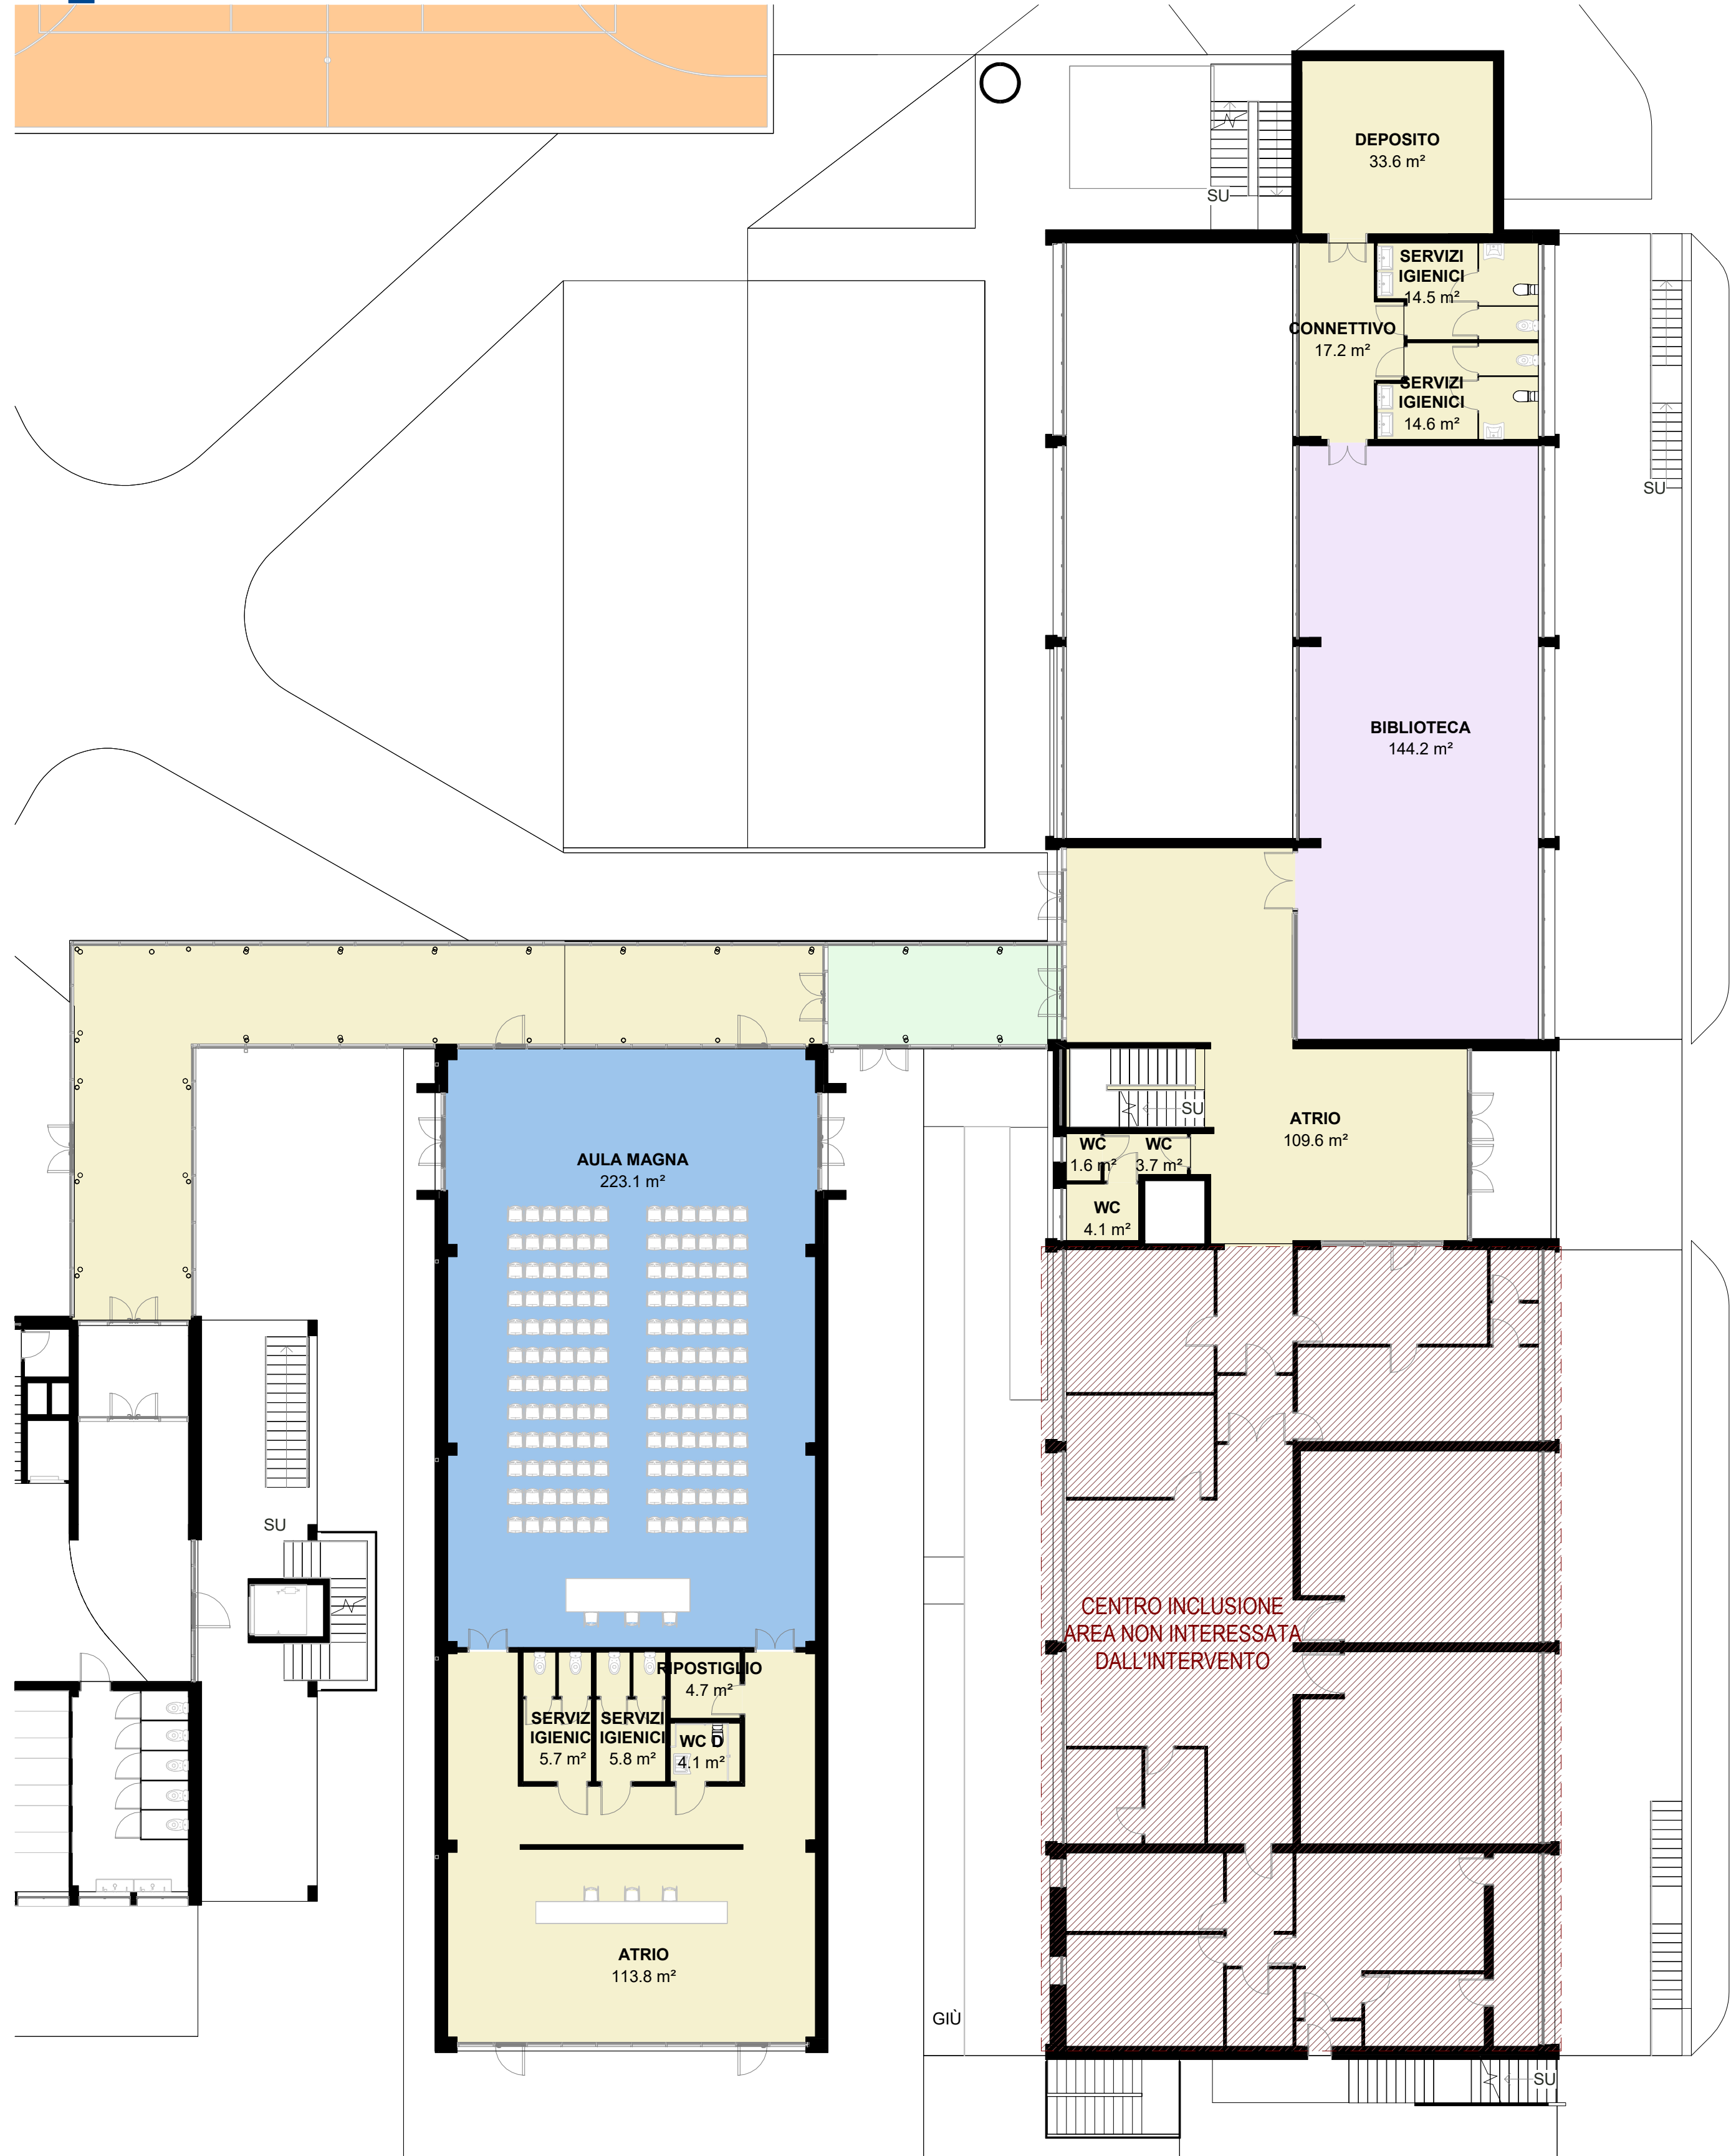 DEPOSITO
33.6 m²
SU
SERVIZI
IGIENICI
14.5 m²
CONNETTIVO
17.2 m²
SERVIZI
IGIENICI
14.6 m²
SU
BIBLIOTECA
144.2 m²
SU
ATRIO
109.6 m²
WC
1.6 m²
WC
3.7 m²
AULA MAGNA
223.1 m²
WC
4.1 m²
SU
CENTRO INCLUSIONE
AREA NON INTERESSATA
DALL'INTERVENTO
RIPOSTIGLIO
4.7 m²
SERVIZ
IGIENIC
5.7 m²
SERVIZI
IGIENICI
5.8 m²
WC D
4.1 m²
ATRIO
113.8 m²
GIÙ
SU